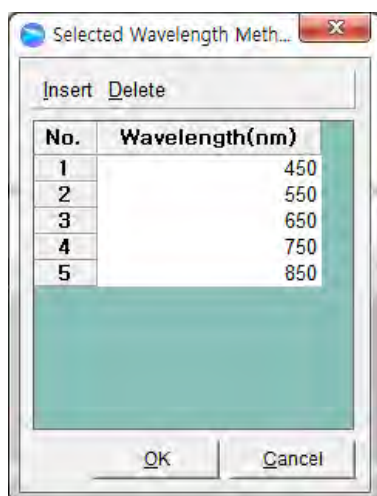 Selected Wavelength Meth...
Insert Delete
No. Wavelength(nm)
1 450
2 550
3 650
4 750
5 850
OK Cancel